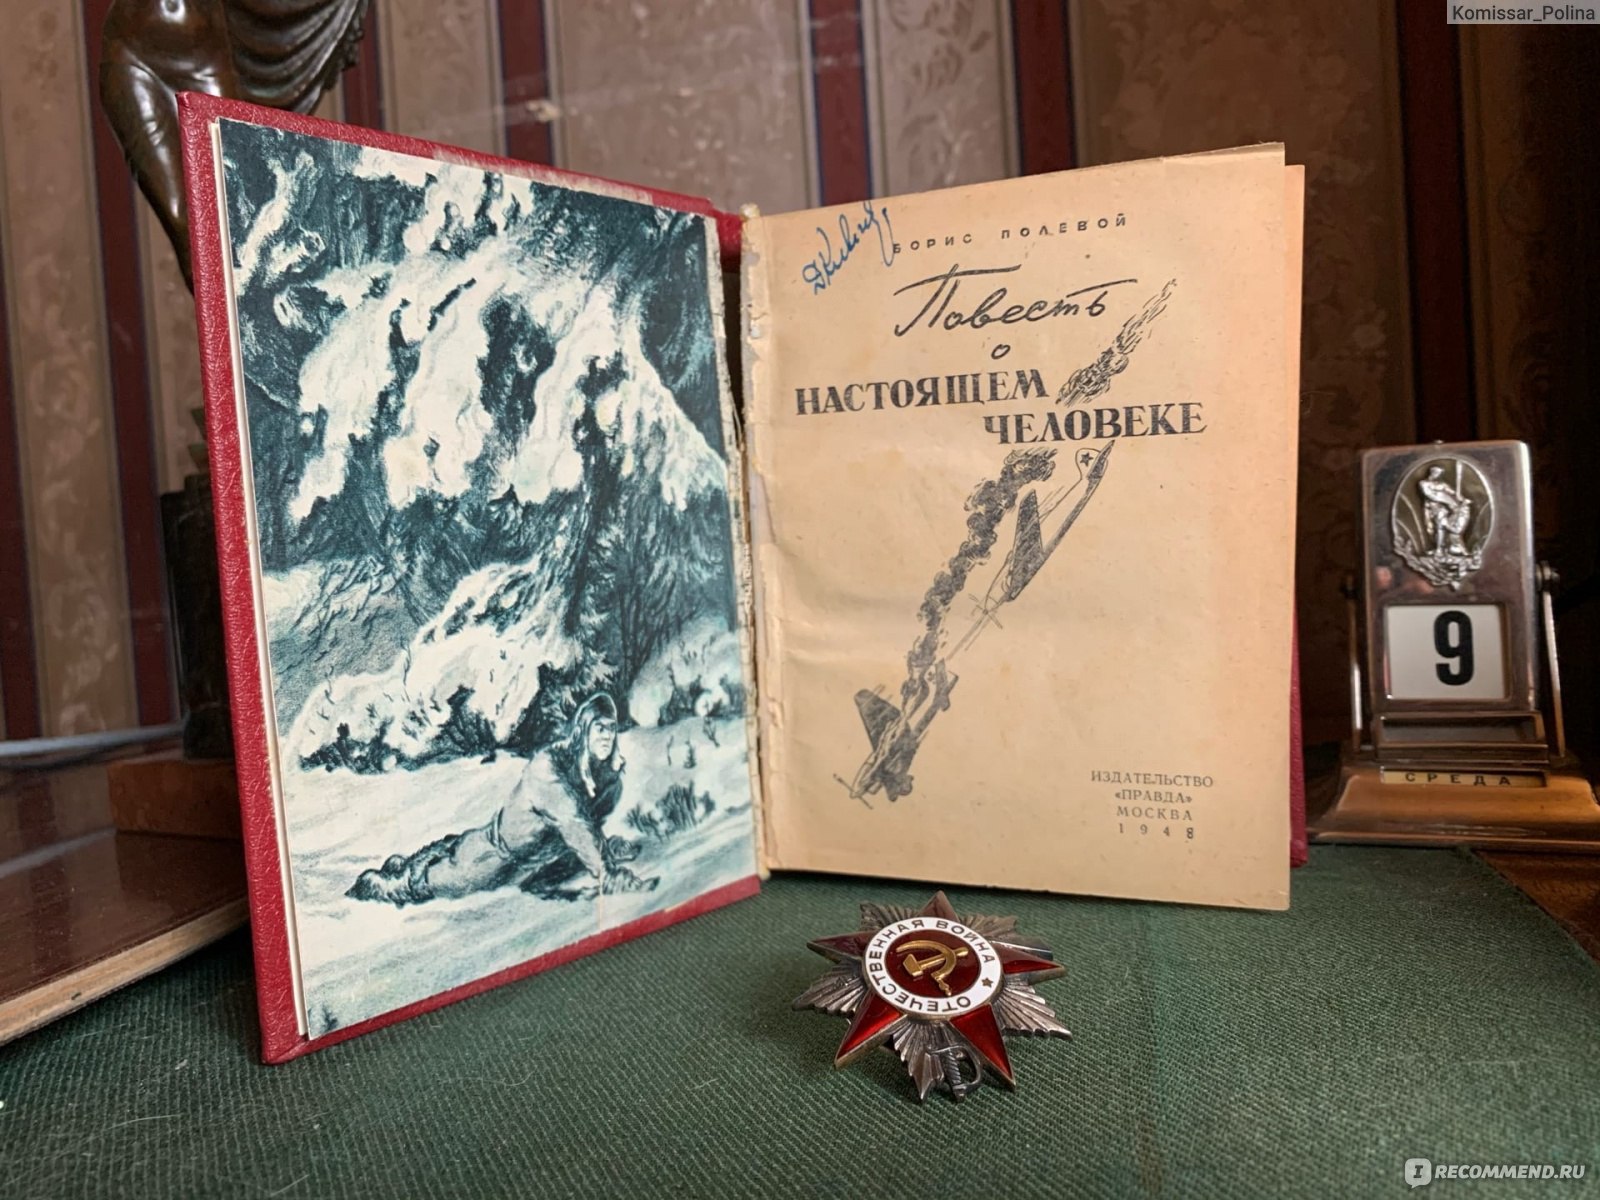 Komissar_Polina
БОРИС ПОЛЕВОЙ
Повесть
о
НАСТОЯЩЕМ
ЧЕЛОВЕКЕ
ИЗДАТЕЛЬСТВО
«ПРАВДА»
МОСКВА
1948
9
СРЕДА
ОТЕЧЕСТВЕННАЯ ВОЙНА
RECOMMEND.RU